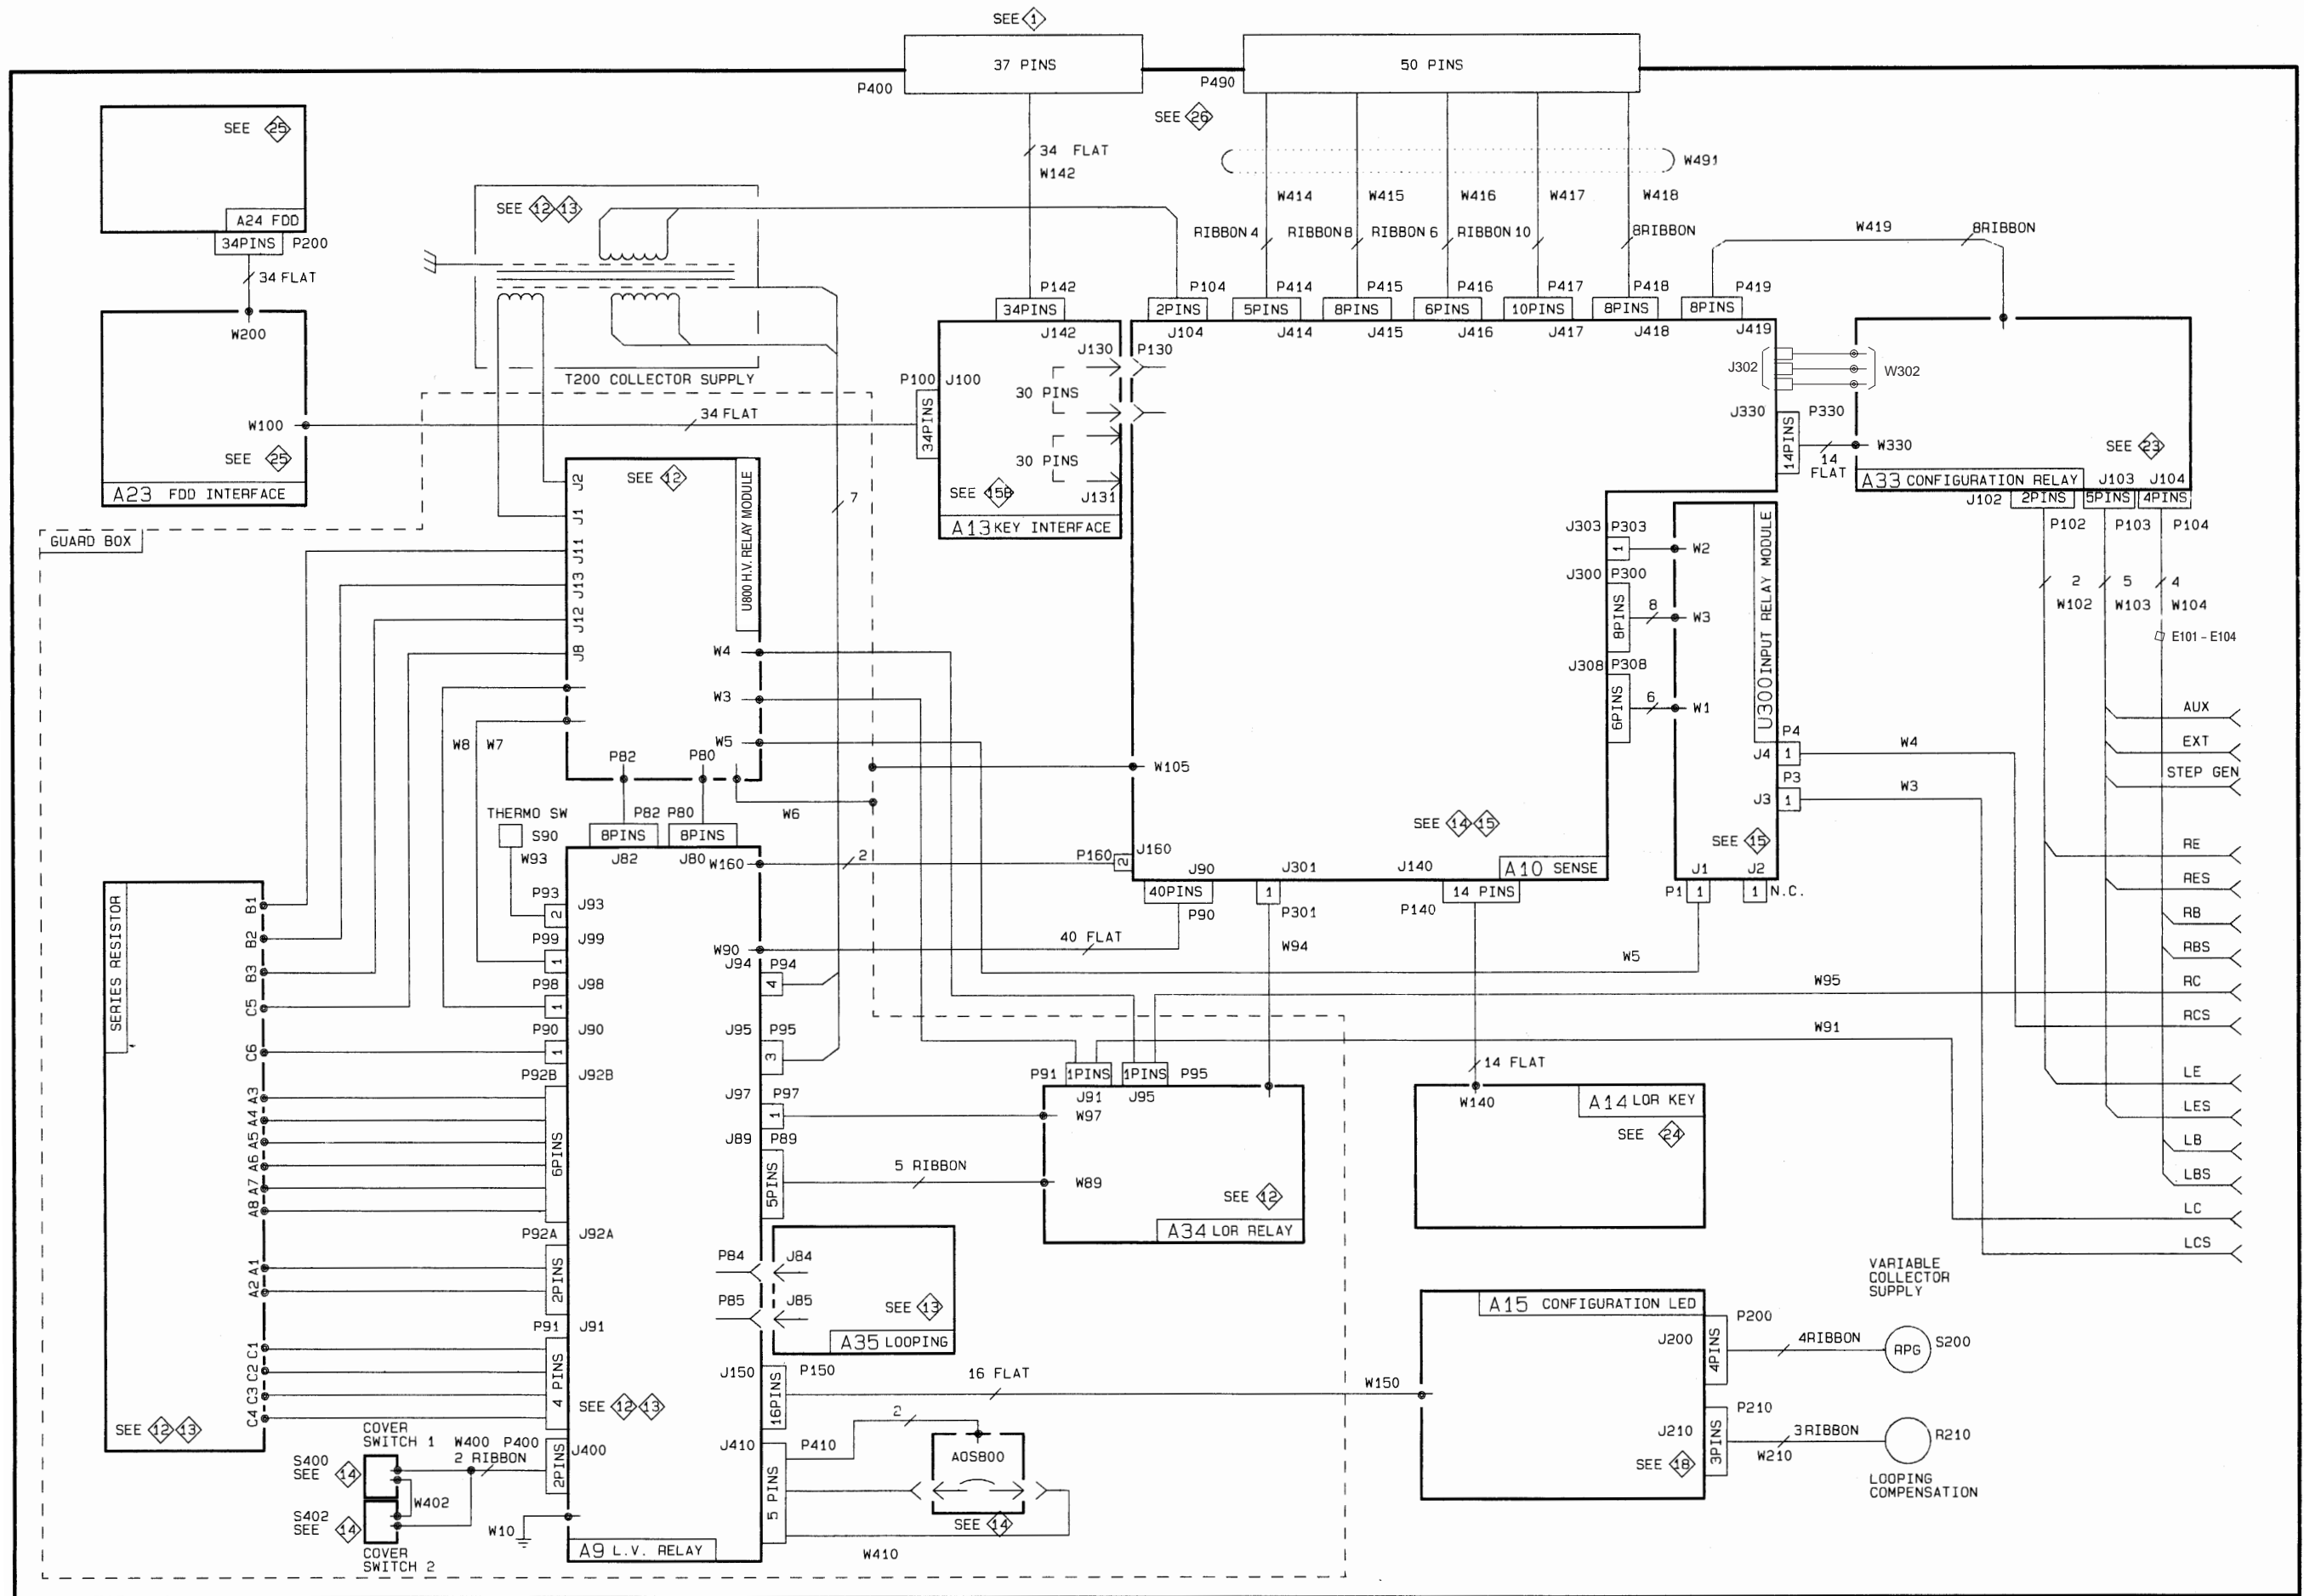 SEE 1
37 PINS
50 PINS
P400
P490
SEE 26
SEE 25
A24 FDD
34PINS
P200
34 FLAT
W200
W100
SEE 25
A23 FDD INTERFACE
34 FLAT
W142
W491
W414
W415
W416
W417
W418
RIBBON 4
RIBBON 8
RIBBON 6
RIBBON 10
8RIBBON
W419
8RIBBON
SEE 12 13
T200 COLLECTOR SUPPLY
P142
P104
P414
P415
P416
P417
P418
P419
34PINS
2PINS
5PINS
8PINS
6PINS
10PINS
8PINS
8PINS
J142
J104
J414
J415
J416
J417
J418
J419
J130
P130
P100
J100
34PINS
30 PINS
30 PINS
J131
SEE 15B
A13 KEY INTERFACE
34 FLAT
J302
W302
J330
P330
14PINS
14
FLAT
W330
SEE 23
A33 CONFIGURATION RELAY
J103
J104
J102
2PINS
5PINS
4PINS
P102
P103
P104
2
5
4
W102
W103
W104
E101 - E104
GUARD BOX
SEE 12
U800 H.V. RELAY MODULE
J2
J1
J11
J13
J12
J8
W4
W3
W5
W8
W7
P82
P80
W6
7
J303
P303
1
W2
J300
P300
8PINS
8
W3
J308
P308
6PINS
6
W1
U300 INPUT RELAY MODULE
P4
J4
1
W4
P3
J3
1
W3
SEE 15
J1
J2
P1
1
1
N.C.
W105
SEE 14 15
A10 SENSE
P160
2
J160
J90
J301
J140
40PINS
1
14 PINS
P90
P301
P140
W94
AUX
EXT
STEP GEN
RE
RES
RB
RBS
RC
RCS
LE
LES
LB
LBS
LC
LCS
THERMO SW
S90
W93
P82
P80
8PINS
8PINS
J82
J80
W160
2
P93
2
J93
P99
1
J99
P98
1
J98
P90
1
J90
P92B
J92B
6PINS
P92A
J92A
2PINS
P91
J91
4 PINS
W90
40 FLAT
J94
P94
4
J95
P95
3
J97
P97
1
J89
P89
5PINS
5 RIBBON
W5
W95
W91
P91
1PINS
1PINS
P95
J91
J95
W97
W89
SEE 12
A34 LOR RELAY
14 FLAT
W140
A14 LOR KEY
SEE 24
P84
J84
P85
J85
SEE 13
A35 LOOPING
SERIES RESISTOR
B1
B2
B3
C5
C6
A3
A4
A5
A6
A7
A8
A1
A2
C1
C2
C3
C4
SEE 12 13
SEE 12 13
J150
P150
16PINS
16 FLAT
W150
J410
P410
5 PINS
2
A0SB00
SEE 14
W410
COVER
SWITCH 1
W400
P400
2 RIBBON
2PINS
J400
S400
SEE 14
W402
S402
SEE 14
COVER
SWITCH 2
W10
A9 L.V. RELAY
A15 CONFIGURATION LED
P200
J200
4PINS
4RIBBON
RPG
S200
VARIABLE
COLLECTOR
SUPPLY
P210
J210
3PINS
3RIBBON
W210
R210
SEE 18
LOOPING
COMPENSATION